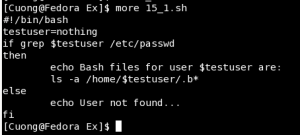 [Cuong@Fedora Ex]$ more 15_1.sh
#!/bin/bash
testuser=nothing
if grep $testuser /etc/passwd
then
        echo Bash files for user $testuser are:
        ls -a /home/$testuser/.b*
else
        echo User not found...
fi
[Cuong@Fedora Ex]$